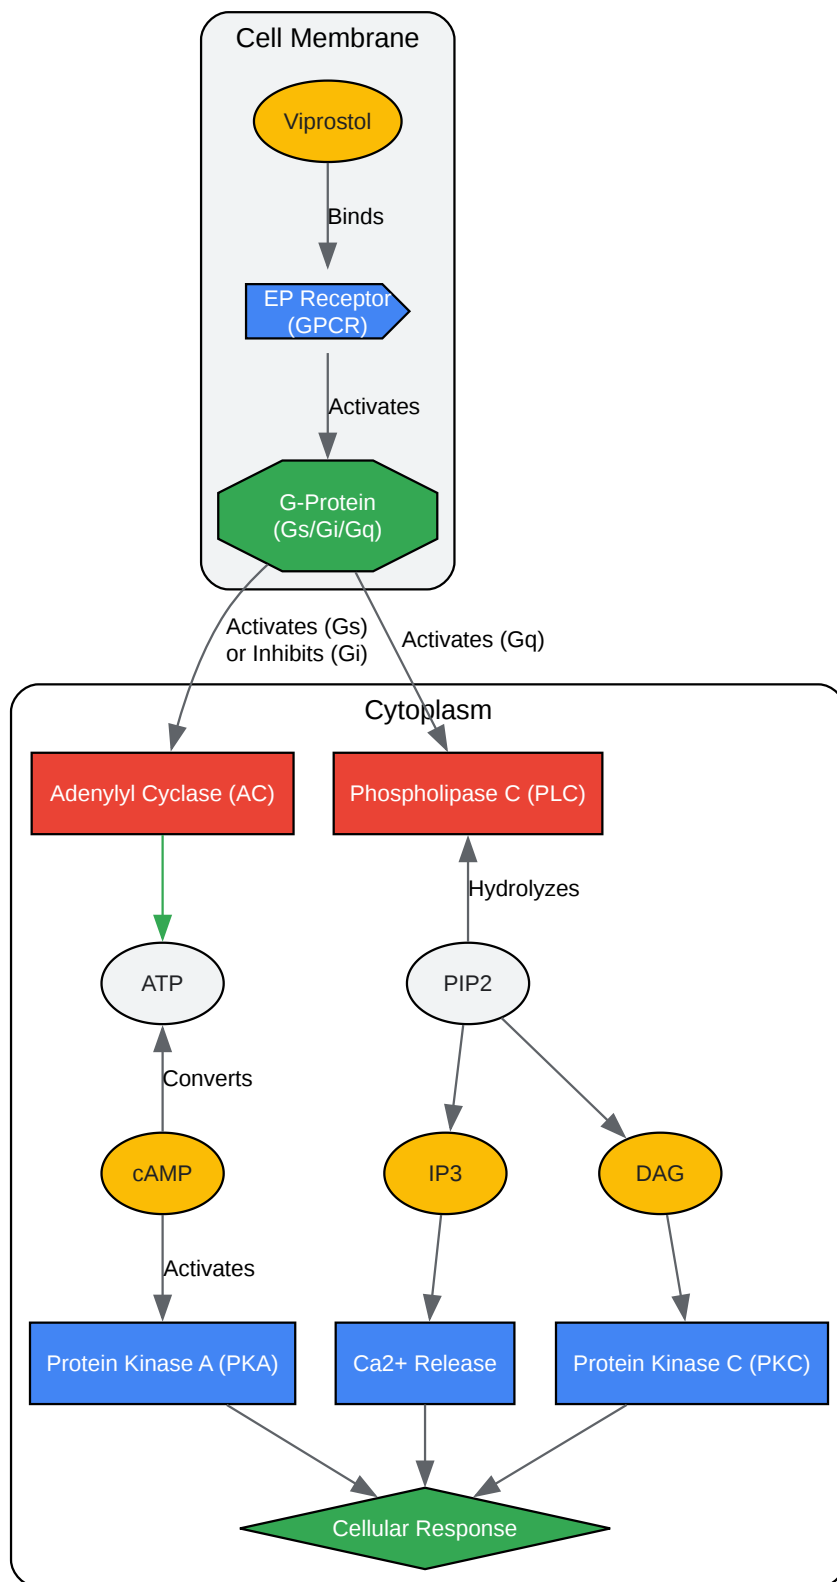 Cell Membrane
Viprostol
Binds
EP Receptor
(GPCR)
Activates
G-Protein
(Gs/Gi/Gq)
Activates (Gs)
or Inhibits (Gi)
Activates (Gq)
Cytoplasm
Adenylyl Cyclase (AC)
Phospholipase C (PLC)
Hydrolyzes
ATP
PIP2
Converts
cAMP
IP3
DAG
Activates
Protein Kinase A (PKA)
Ca2+ Release
Protein Kinase C (PKC)
Cellular Response